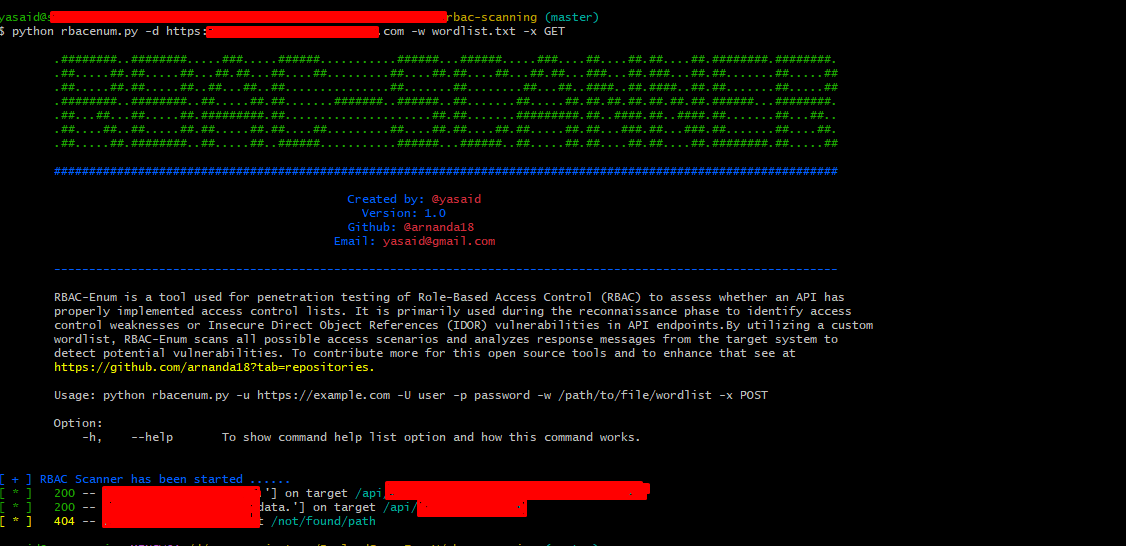 yasaid@ rbac-scanning (master)
$ python rbacenum.py -d https: .com -w wordlist.txt -x GET
RBAC-SCANNER
Created by: @yasaid
Version: 1.0
Github: @arnanda18
Email: yasaid@gmail.com
RBAC-Enum is a tool used for penetration testing of Role-Based Access Control (RBAC) to assess whether an API has
properly implemented access control lists. It is primarily used during the reconnaissance phase to identify access
control weaknesses or Insecure Direct Object References (IDOR) vulnerabilities in API endpoints.By utilizing a custom
wordlist, RBAC-Enum scans all possible access scenarios and analyzes response messages from the target system to
detect potential vulnerabilities. To contribute more for this open source tools and to enhance that see at
https://github.com/arnanda18?tab=repositories.
Usage: python rbacenum.py -u https://example.com -U user -p password -w /path/to/file/wordlist -x POST
Option:
-h, --help To show command help list option and how this command works.
[ + ] RBAC Scanner has been started ......
[ * ] 200 -- '] on target /api/
[ * ] 200 -- data.'] on target /api/
[ * ] 404 -- t /not/found/path